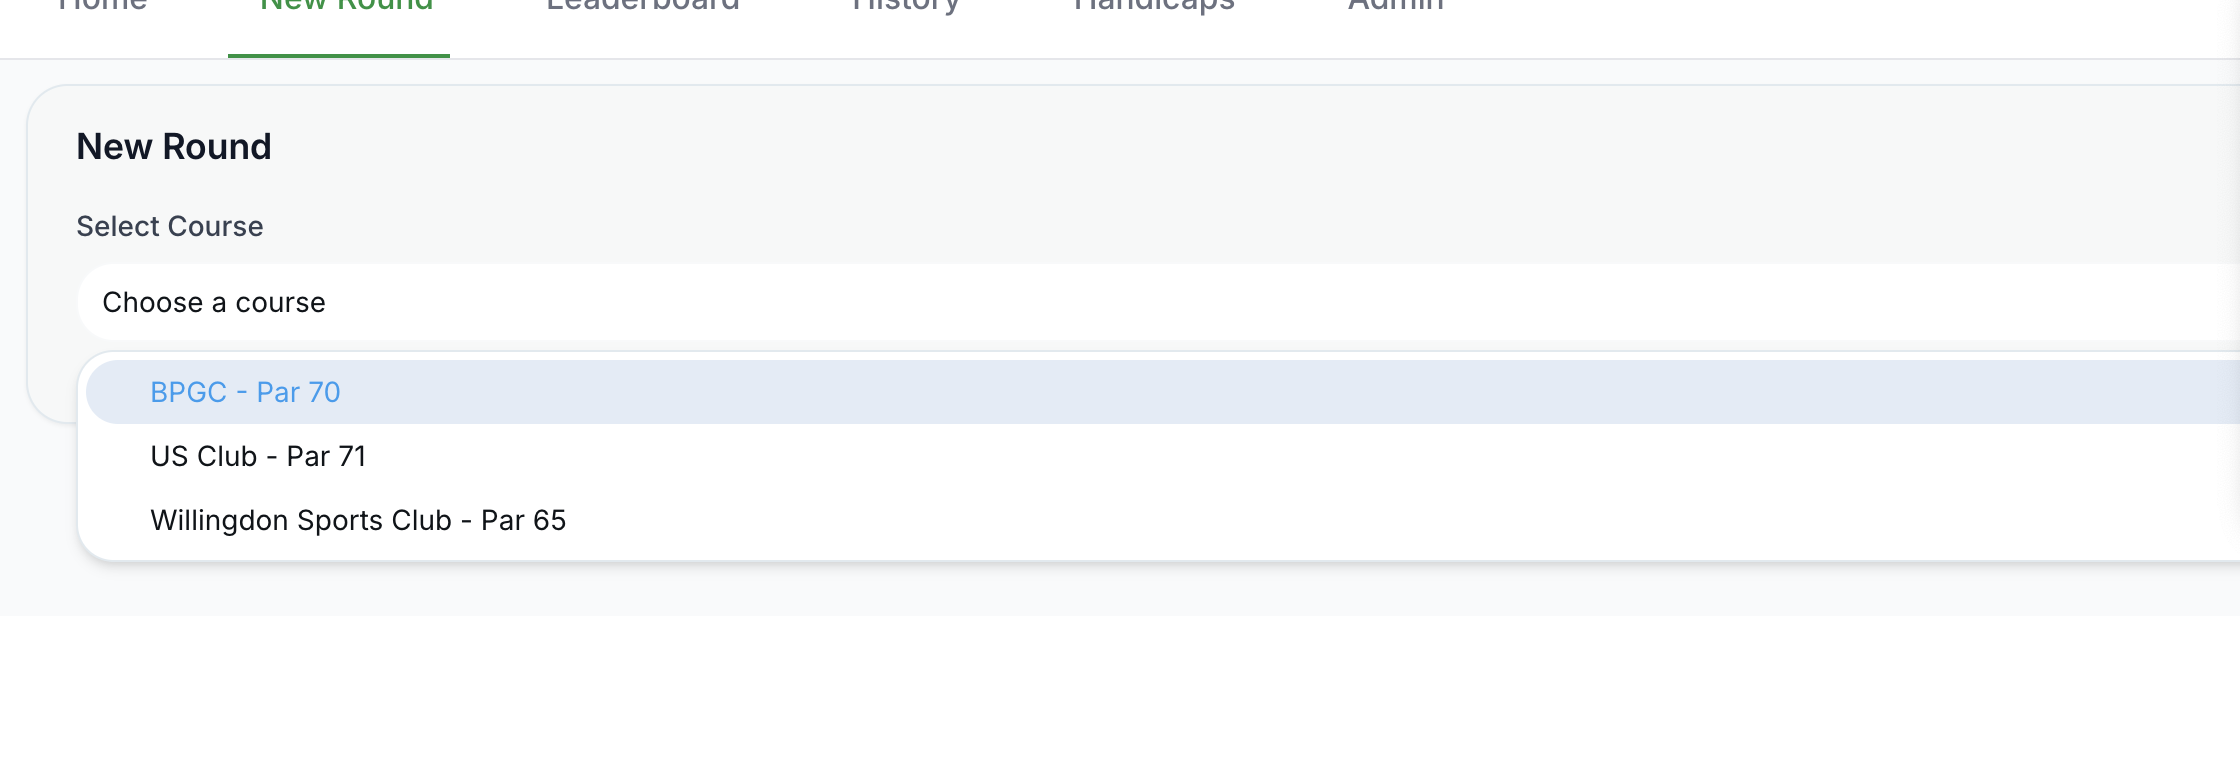 Home New Round Leaderboard History Handicaps Admin
New Round
Select Course
Choose a course
BPGC - Par 70
US Club - Par 71
Willingdon Sports Club - Par 65